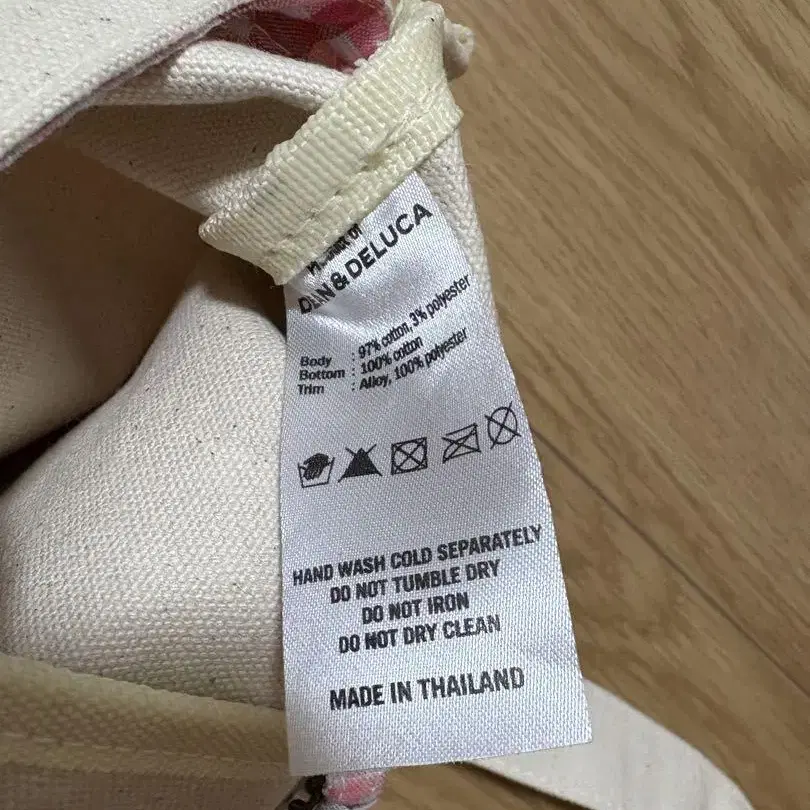 DEAN & DELUCA
Body : 97% cotton, 3% polyester
Bottom : 100% cotton
Trim : Alloy, 100% polyester
HAND WASH COLD SEPARATELY
DO NOT TUMBLE DRY
DO NOT IRON
DO NOT DRY CLEAN
MADE IN THAILAND